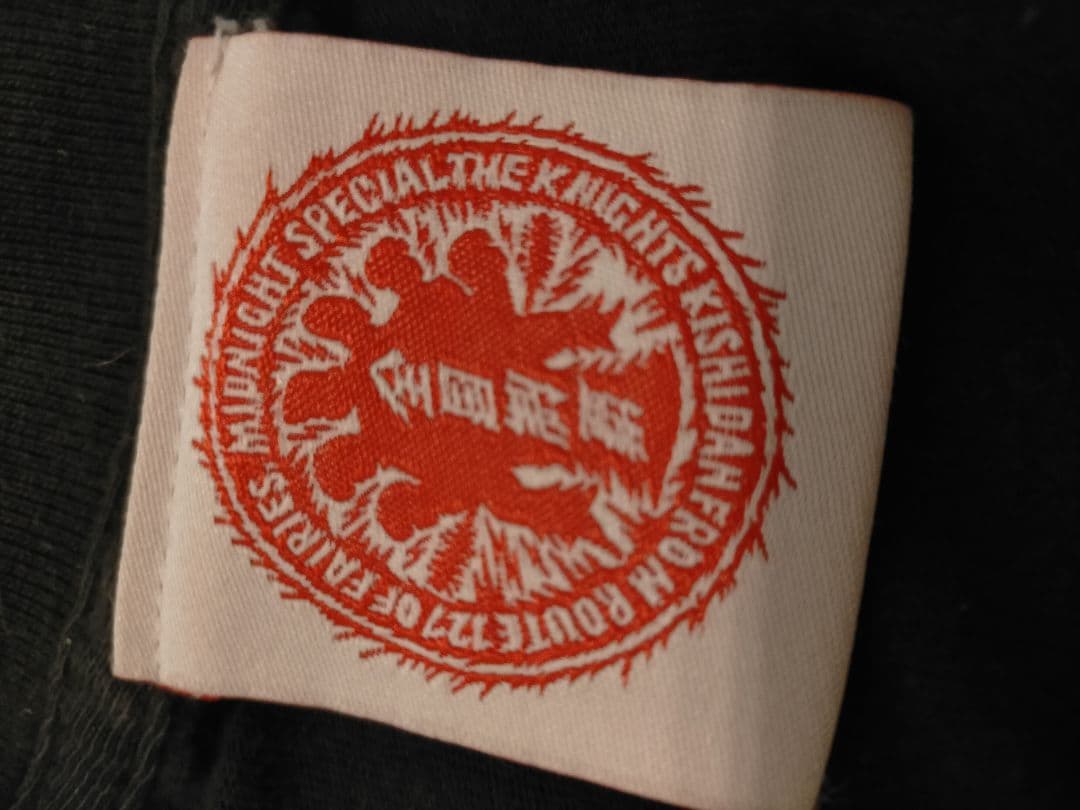 MIDNIGHT SPECIAL THE KNIGHTS KISHIDAN FROM ROUTE 127 OF FAIRIES